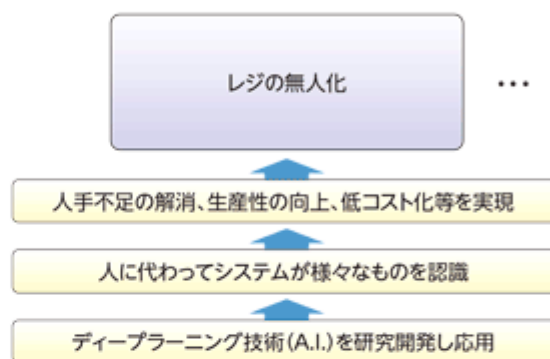 レジの無人化
…
人手不足の解消、生産性の向上、低コスト化等を実現
人に代わってシステムが様々なものを認識
ディープラーニング技術(A.I.)を研究開発し応用